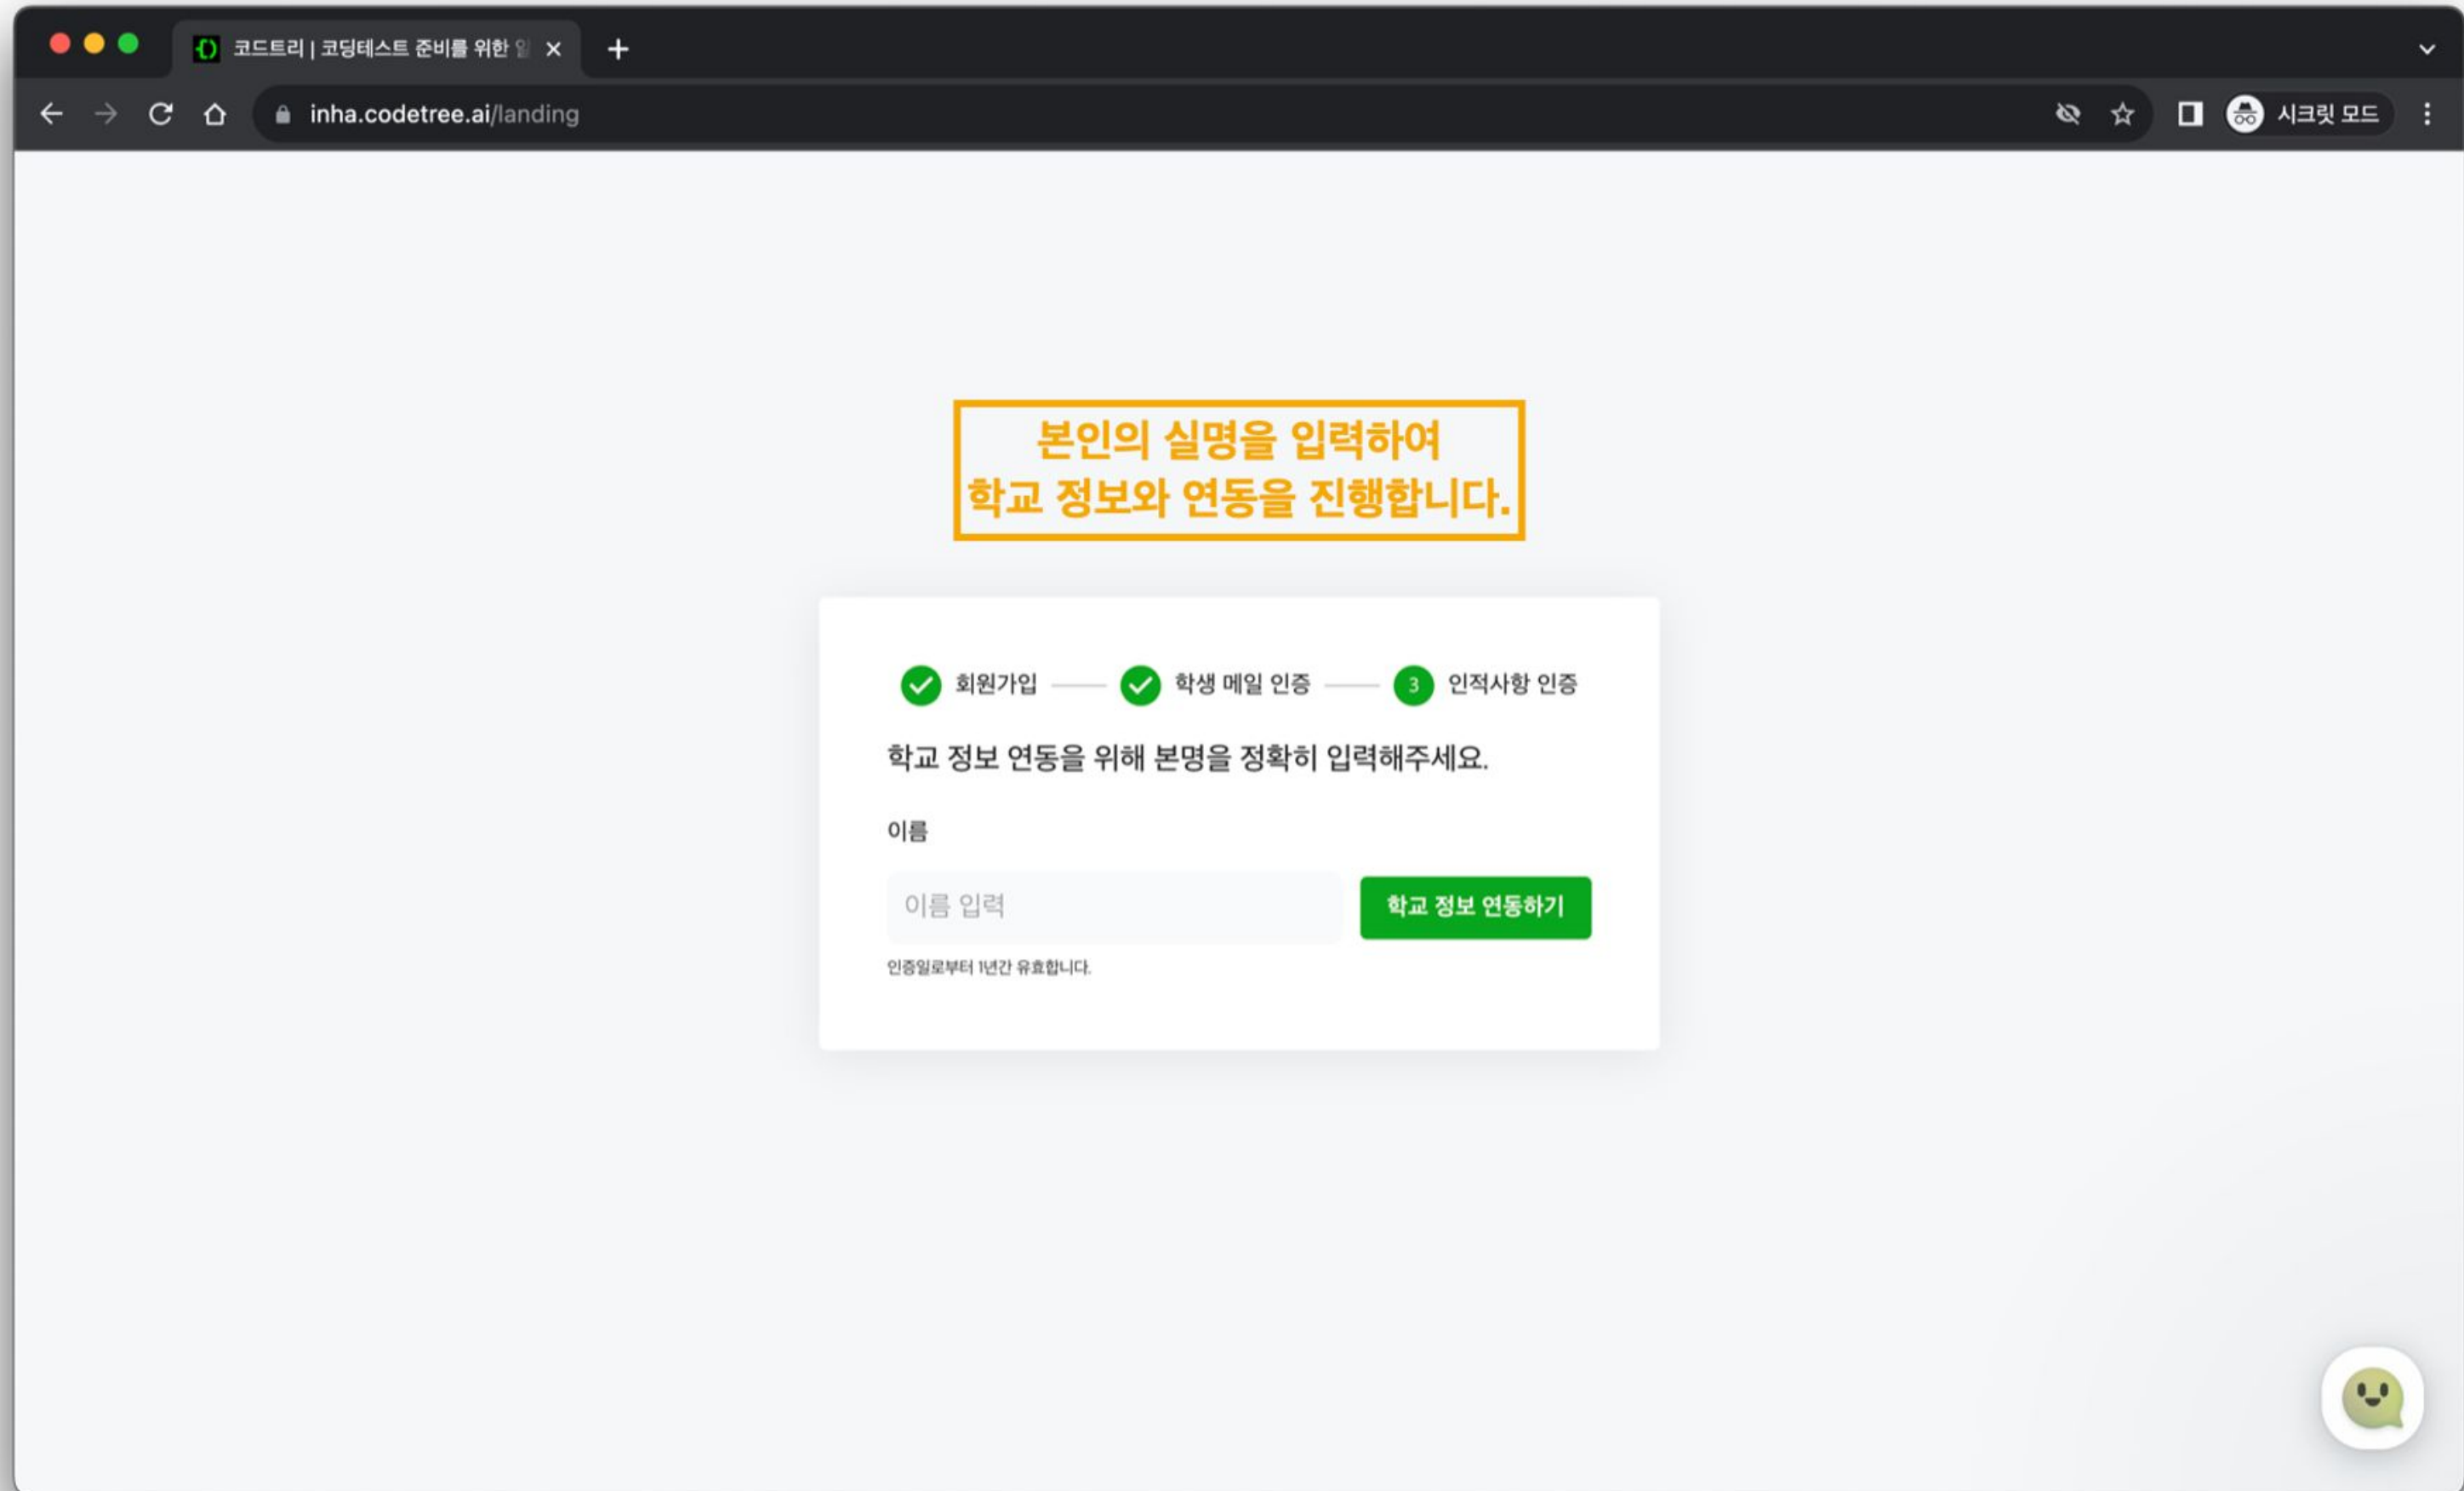 코드트리 | 코딩테스트 준비를 위한
inha.codetree.ai/landing
시크릿 모드
본인의 실명을 입력하여
학교 정보와 연동을 진행합니다.
회원가입
학생 메일 인증
3 인적사항 인증
학교 정보 연동을 위해 본명을 정확히 입력해주세요.
이름
이름 입력
학교 정보 연동하기
인증일로부터 1년간 유효합니다.